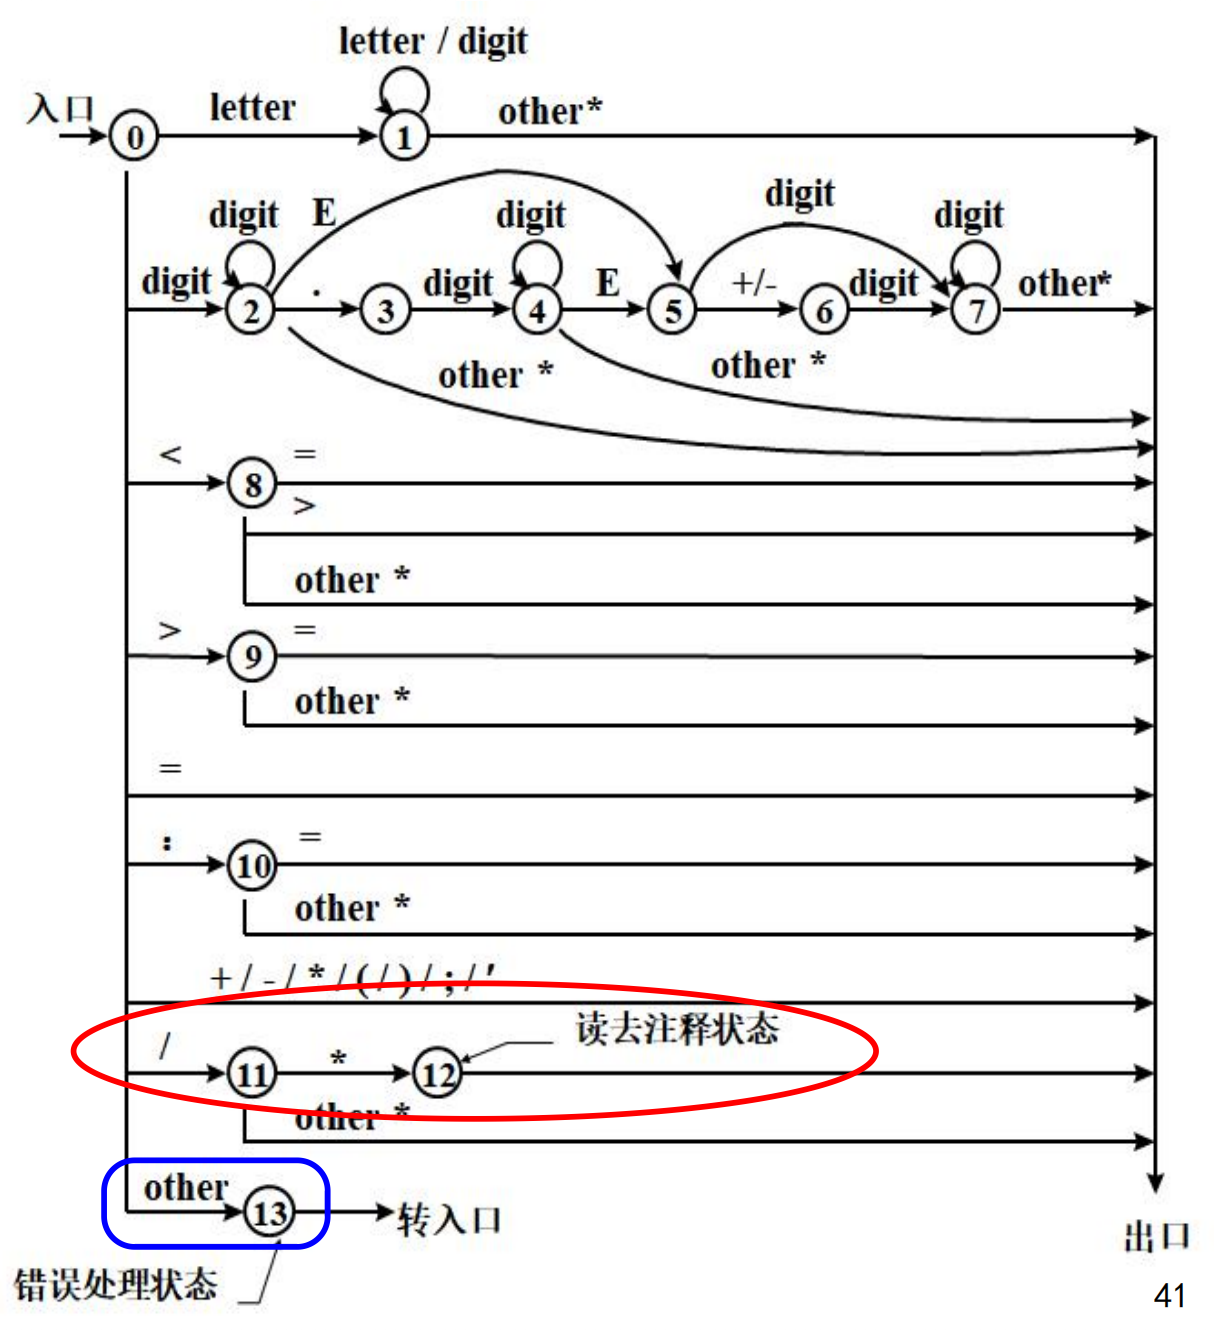 letter / digit
入口 0 letter 1 other*
digit E digit digit digit
digit 2 . 3 digit 4 E 5 +/- 6 digit 7 other*
other * other *
< 8 =
>
other *
> 9 =
other *
=
: 10 =
other *
+ / - / * / ( / ) / ; / '
读去注释状态
/ 11 * 12
other *
other 13 转入口
出口
错误处理状态
41